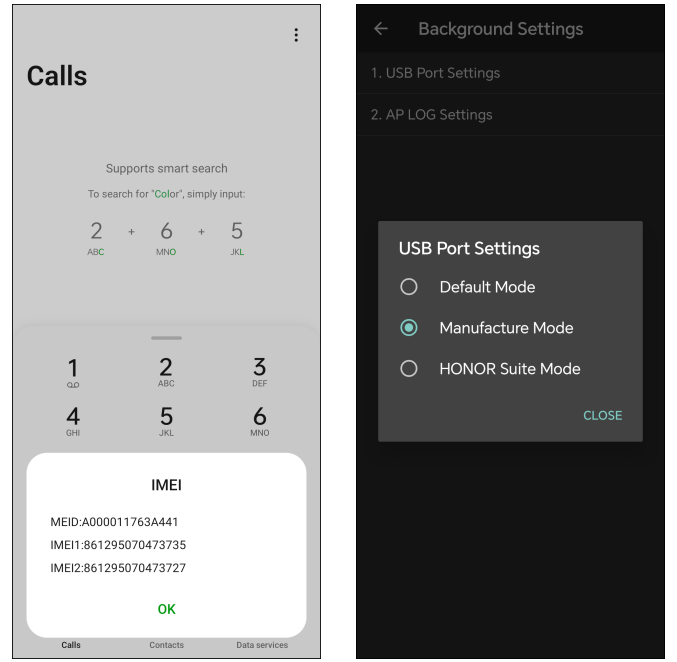 Calls
Supports smart search
To search for "Color", simply input:
2 + 6 + 5
ABC MNO JKL
1 2 3
ABC DEF
4 5 6
GHI JKL MNO
IMEI
MEID:A000011763A441
IMEI1:861295070473735
IMEI2:861295070473727
OK
Calls Contacts Data services
Background Settings
1. USB Port Settings
2. AP LOG Settings
USB Port Settings
Default Mode
Manufacture Mode
HONOR Suite Mode
CLOSE